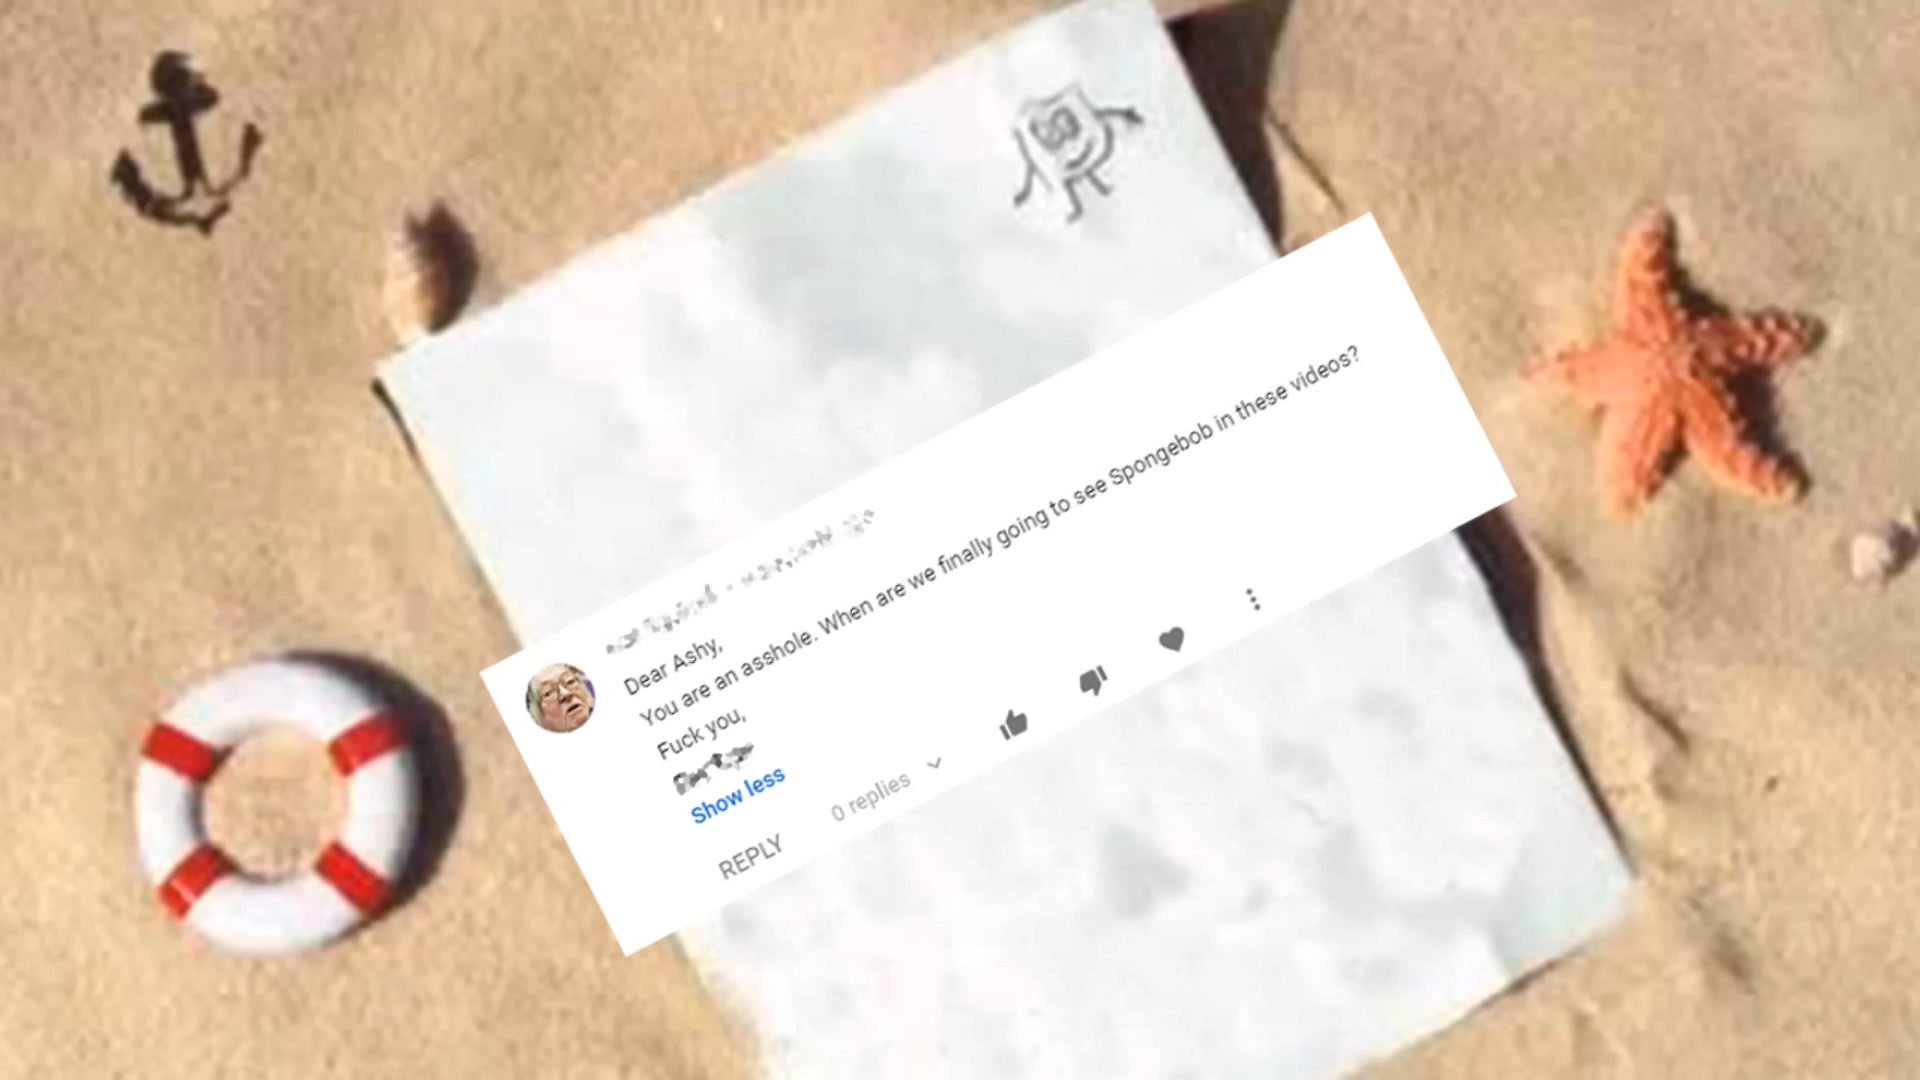 Dear Ashy,
You are an asshole. When are we finally going to see Spongebob in these videos?
Fuck you,
Show less
REPLY
0 replies